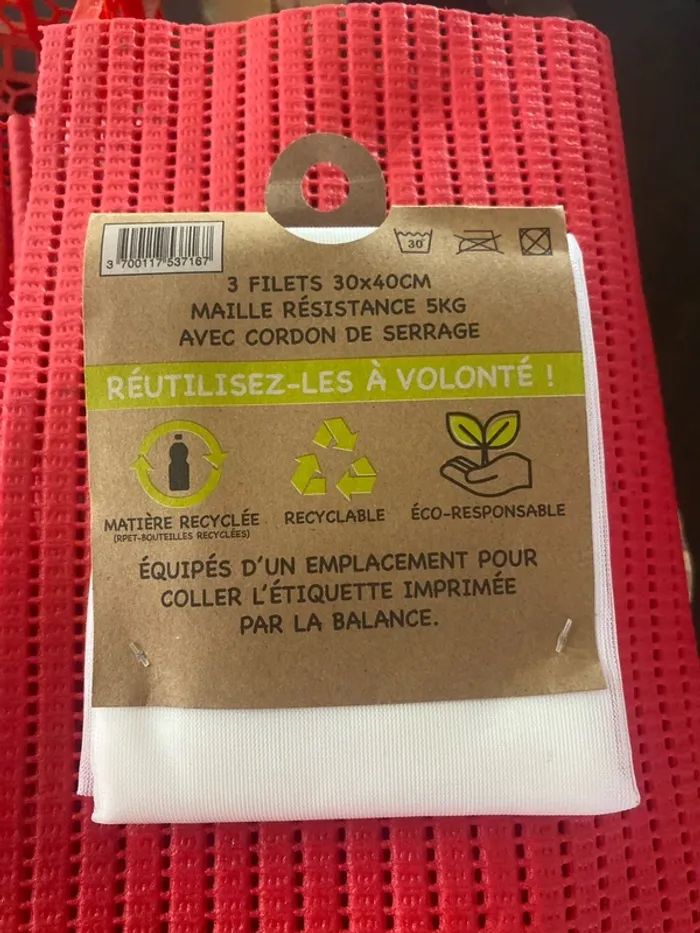 3 700117 537167
30
3 FILETS 30x40CM
MAILLE RÉSISTANCE 5KG
AVEC CORDON DE SERRAGE
RÉUTILISEZ-LES À VOLONTÉ !
MATIÈRE RECYCLÉE
(RPET-BOUTEILLES RECYCLÉES)
RECYCLABLE
ÉCO-RESPONSABLE
ÉQUIPÉS D'UN EMPLACEMENT POUR
COLLER L'ÉTIQUETTE IMPRIMÉE
PAR LA BALANCE.